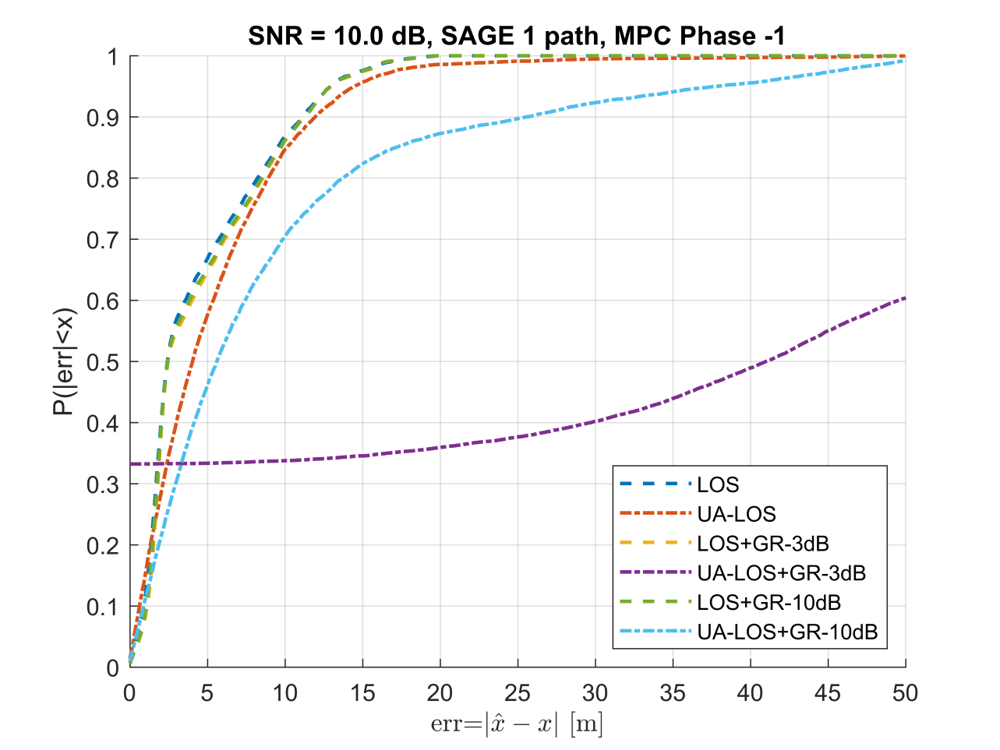 SNR = 10.0 dB, SAGE 1 path, MPC Phase -1
P(|err|<x)
1
0.9
0.8
0.7
0.6
0.5
0.4
0.3
0.2
0.1
0
0 5 10 15 20 25 30 35 40 45 50
err=|x̂ − x| [m]
LOS
UA-LOS
LOS+GR-3dB
UA-LOS+GR-3dB
LOS+GR-10dB
UA-LOS+GR-10dB